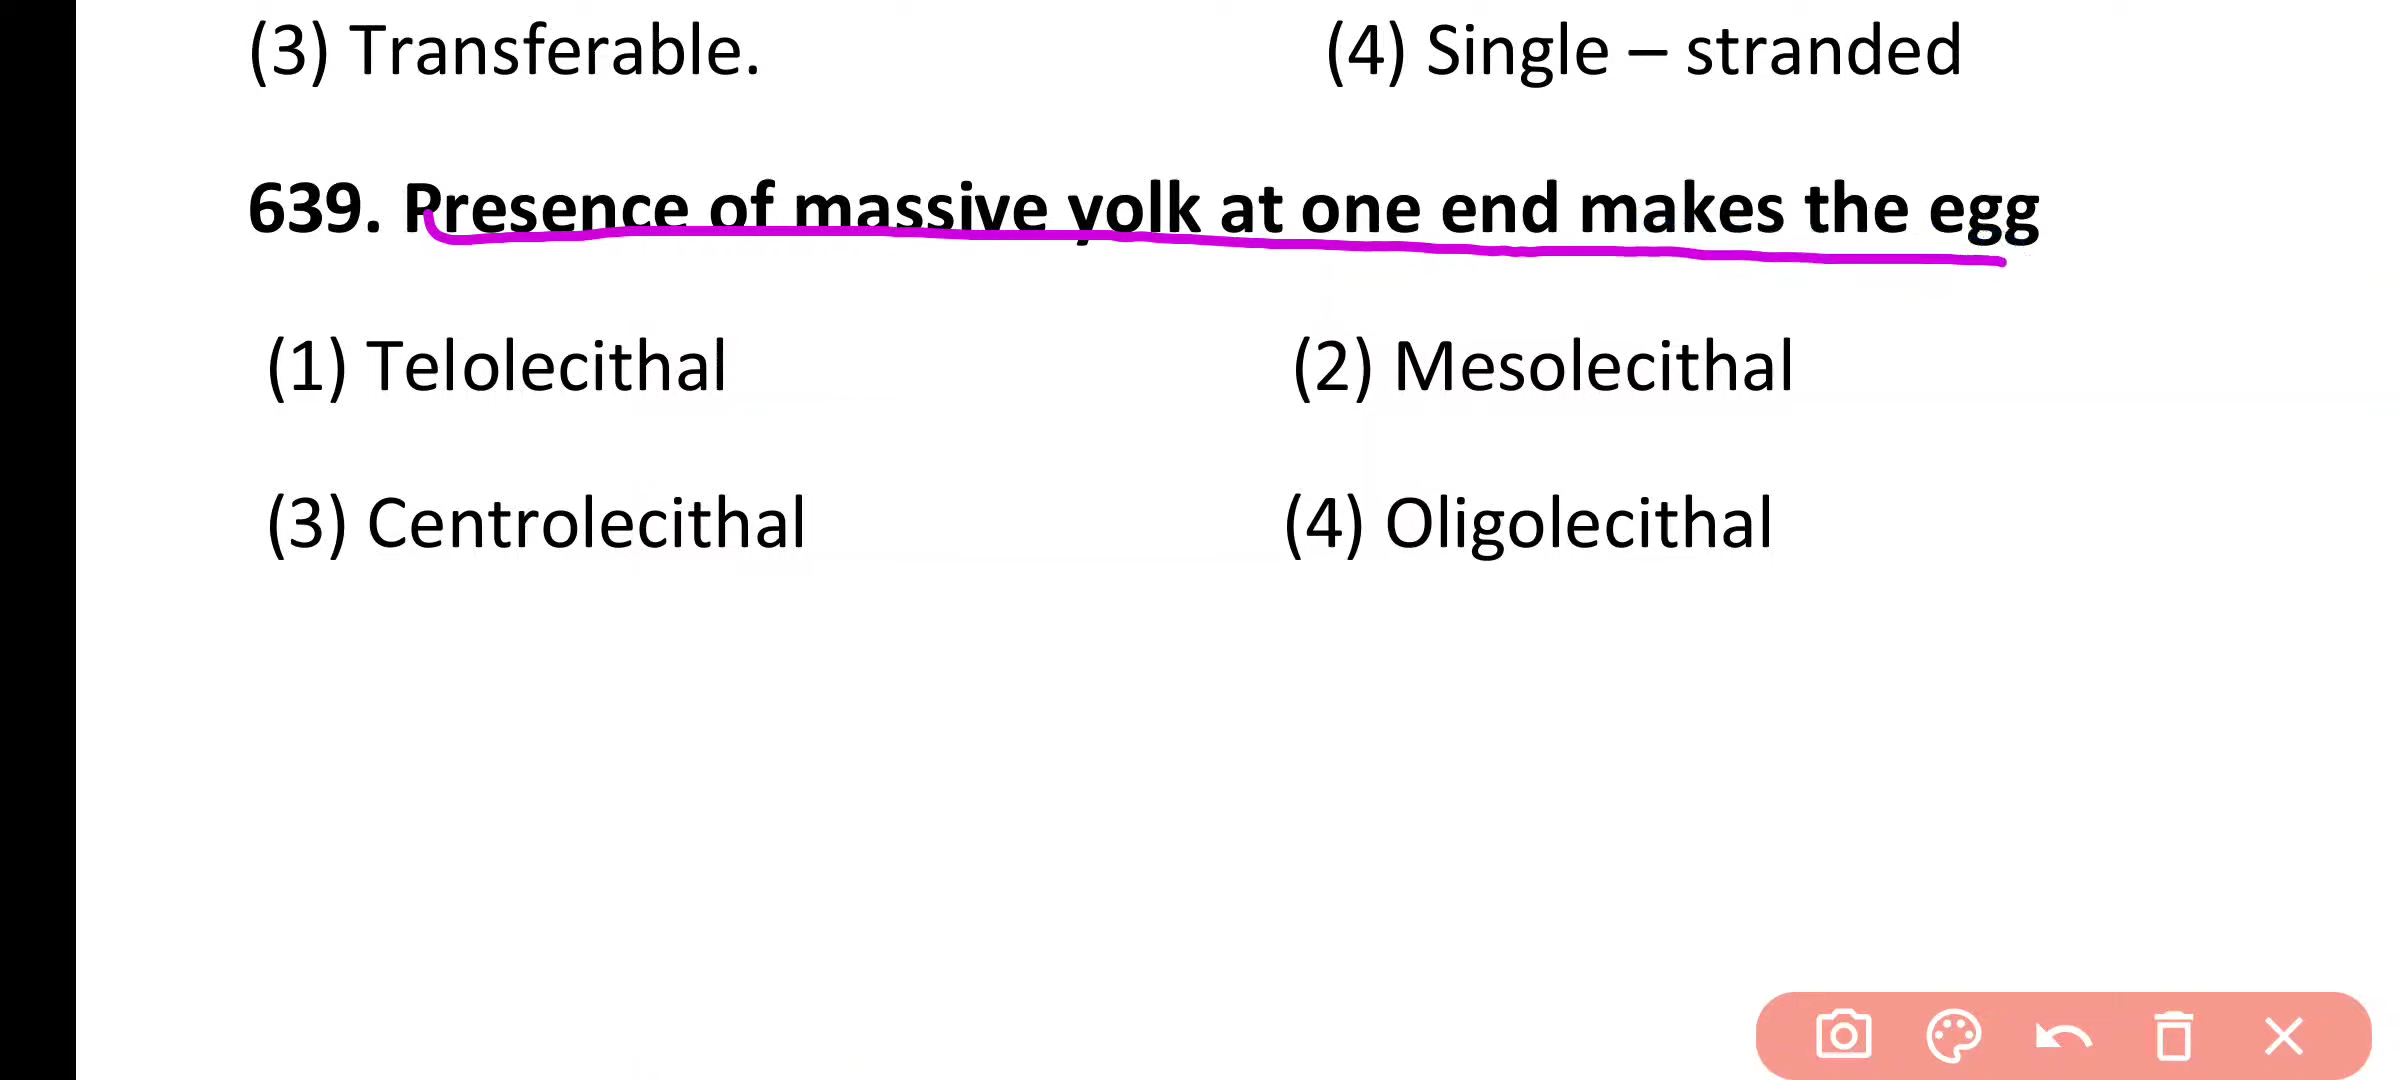 (3) Transferable. (4) Single – stranded
639. Presence of massive yolk at one end makes the egg
(1) Telolecithal (2) Mesolecithal
(3) Centrolecithal (4) Oligolecithal